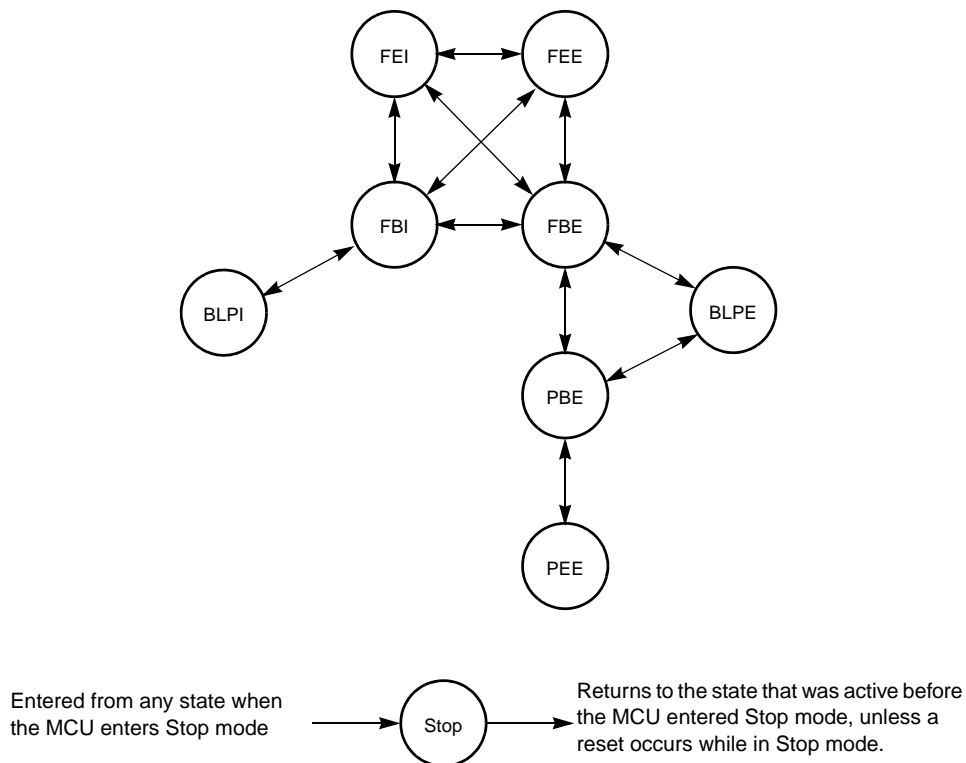 FEI
FEE
FBI
FBE
BLPI
BLPE
PBE
PEE
Entered from any state when
the MCU enters Stop mode
Stop
Returns to the state that was active before
the MCU entered Stop mode, unless a
reset occurs while in Stop mode.